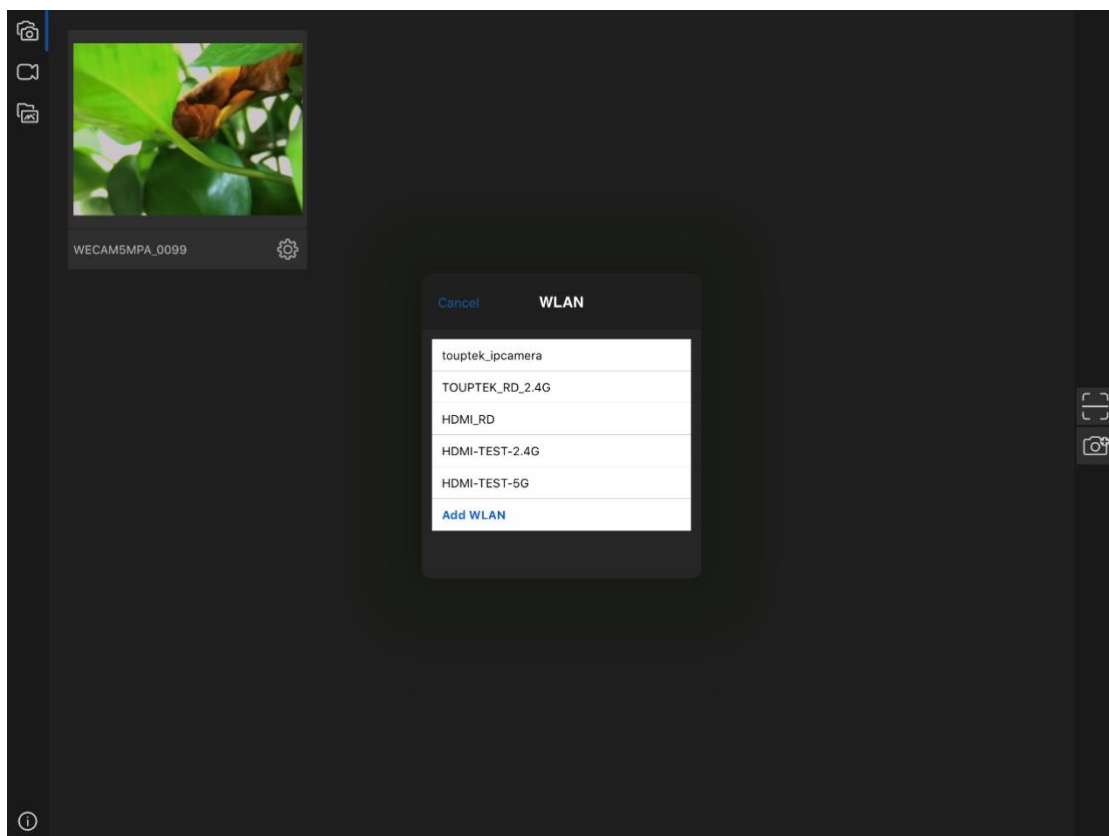 WECAM5MPA_0099
Cancel WLAN
touptek_ipcamera
TOUPTEK_RD_2.4G
HDMI_RD
HDMI-TEST-2.4G
HDMI-TEST-5G
Add WLAN